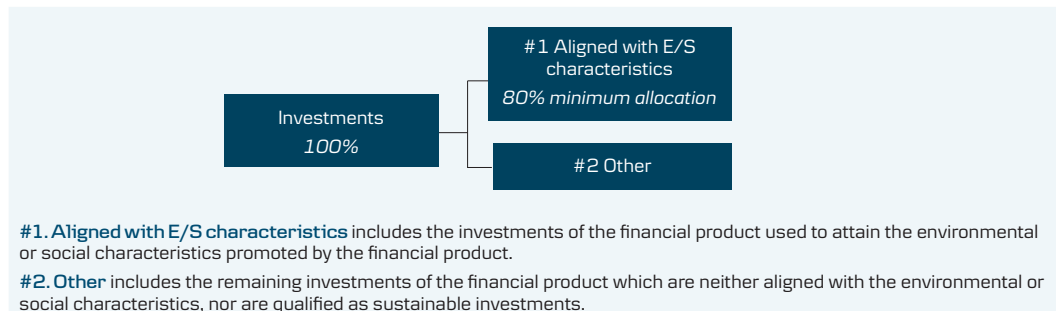 #1 Aligned with E/S
characteristics
80% minimum allocation
Investments
100%
#2 Other
#1. Aligned with E/S characteristics includes the investments of the financial product used to attain the environmental
or social characteristics promoted by the financial product.
#2. Other includes the remaining investments of the financial product which are neither aligned with the environmental or
social characteristics, nor are qualified as sustainable investments.